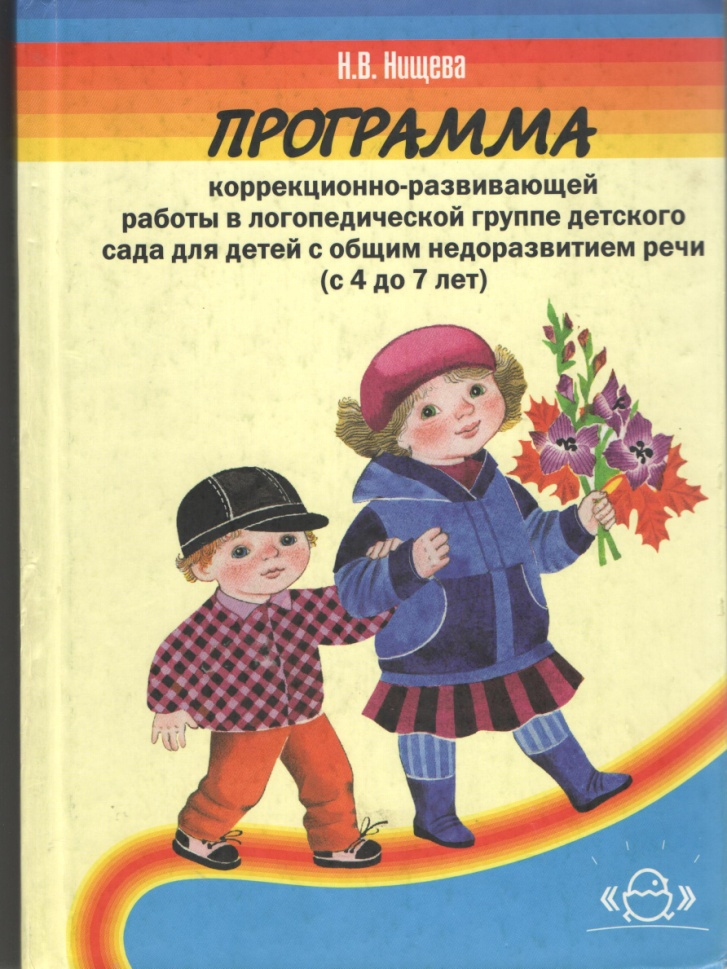 Н.В. Нищева
ПРОГРАММА
коррекционно-развивающей
работы в логопедической группе детского
сада для детей с общим недоразвитием речи
(с 4 до 7 лет)